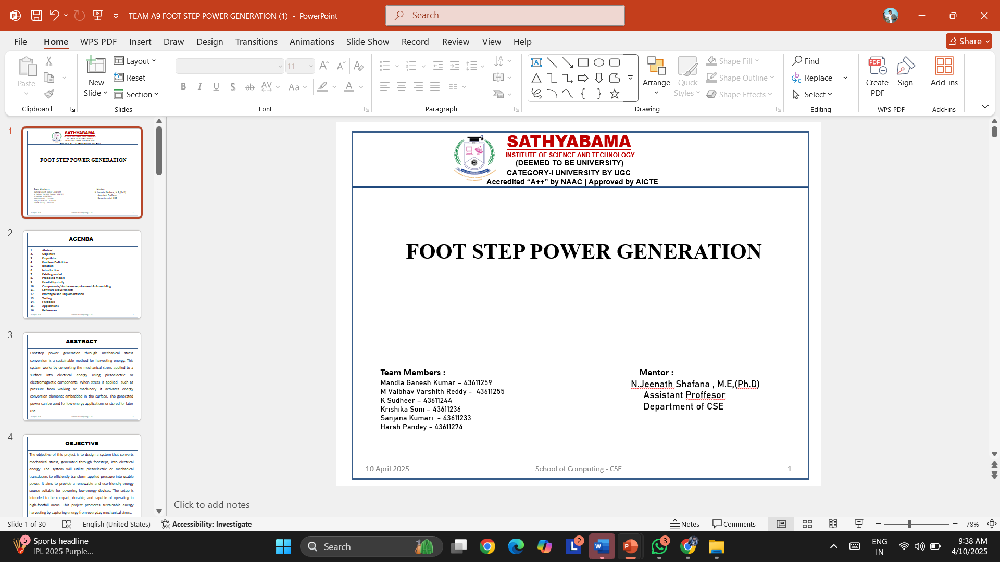 TEAM A9 FOOT STEP POWER GENERATION (1) - PowerPoint
Search
File Home WPS PDF Insert Draw Design Transitions Animations Slide Show Record Review View Help
Share
Paste
New Slide
Layout
Reset
Section
11
Arrange
Quick Styles
Shape Fill
Shape Outline
Shape Effects
Find
Replace
Select
Create PDF
Sign
Add-ins
Clipboard Slides Font Paragraph Drawing Editing WPS PDF Add-ins
1
SATHYABAMA
FOOT STEP POWER GENERATION
Team Members :
Mentor :
N.Jeenath Shafana , M.E,(Ph.D)
Assistant Proffesor
Department of CSE
2
AGENDA
1. Abstract
2. Objective
3. Empathize
4. Problem Definition
5. Ideation
6. Introduction
7. Existing model
8. Proposed Model
9. Feasibility study
10. Components/Hardware requirement & Assembling
11. Software requirements
12. Prototype and Implementation
13. Testing
14. Feedback
15. Applications
16. References
3
ABSTRACT
Footstep power generation through mechanical stress
conversion is a sustainable method for harvesting energy. This
system works by converting the mechanical stress applied to a
surface into electrical energy using piezoelectric or
electromagnetic components. When stress is applied—such as
pressure from walking or machinery—it activates energy
conversion elements embedded in the surface. The generated
power can be used for low-energy applications or stored for later
use.
4
OBJECTIVE
The objective of this project is to design a system that converts
mechanical stress, generated through footsteps, into electrical
energy. The system will utilize piezoelectric or mechanical
transducers to efficiently transform applied pressure into usable
power. It aims to provide a renewable and eco-friendly energy
source suitable for powering low-energy devices. The setup is
intended to be compact, durable, and capable of operating in
high-footfall areas. This project promotes sustainable energy
harvesting by capturing energy from everyday mechanical stress.
SATHYABAMA
INSTITUTE OF SCIENCE AND TECHNOLOGY
(DEEMED TO BE UNIVERSITY)
CATEGORY-I UNIVERSITY BY UGC
Accredited “A++” by NAAC | Approved by AICTE
FOOT STEP POWER GENERATION
Team Members :
Mandla Ganesh Kumar – 43611259
M Vaibhav Varshith Reddy - 43611255
K Sudheer – 43611244
Krishika Soni – 43611236
Sanjana Kumari - 43611233
Harsh Pandey - 43611274
Mentor :
N.Jeenath Shafana , M.E,(Ph.D)
Assistant Proffesor
Department of CSE
10 April 2025 School of Computing - CSE 1
Click to add notes
Slide 1 of 30 English (United States) Accessibility: Investigate Notes Comments 78%
5
Sports headline
IPL 2025 Purple...
Search
2
3
ENG
IN
9:38 AM
4/10/2025